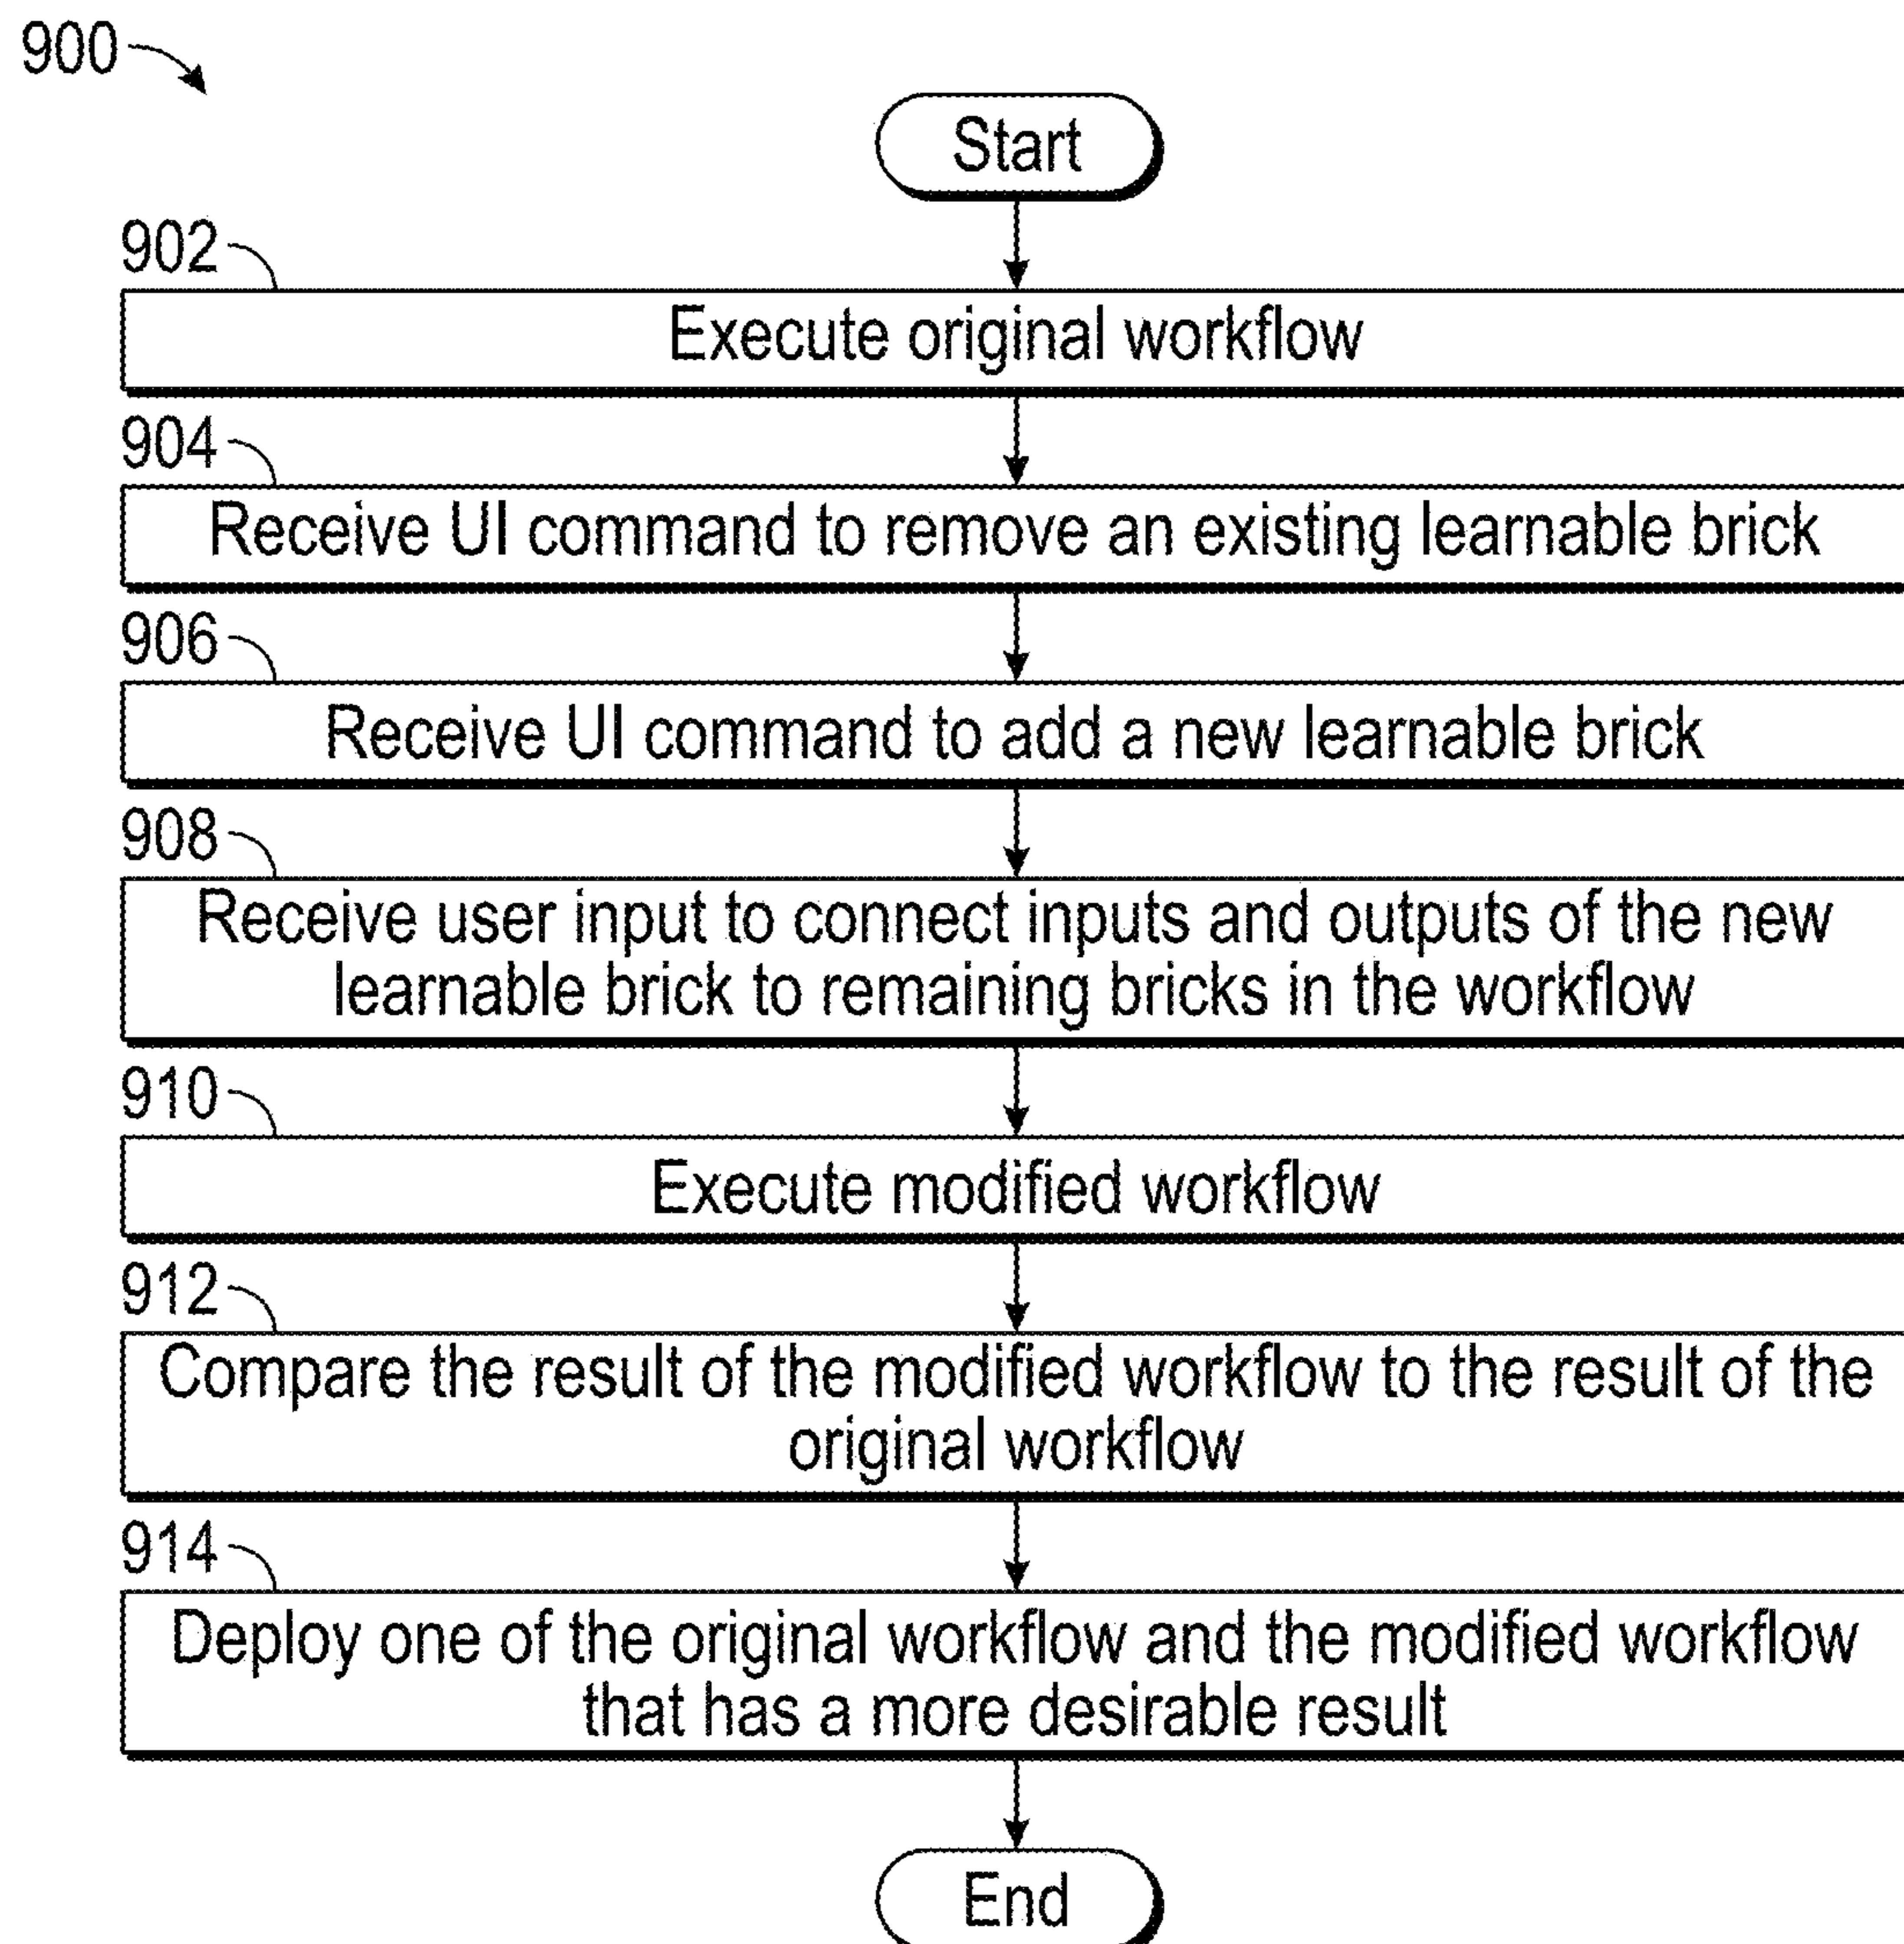 900
Start
902
Execute original workflow
904
Receive UI command to remove an existing learnable brick
906
Receive UI command to add a new learnable brick
908
Receive user input to connect inputs and outputs of the new
learnable brick to remaining bricks in the workflow
910
Execute modified workflow
912
Compare the result of the modified workflow to the result of the
original workflow
914
Deploy one of the original workflow and the modified workflow
that has a more desirable result
End